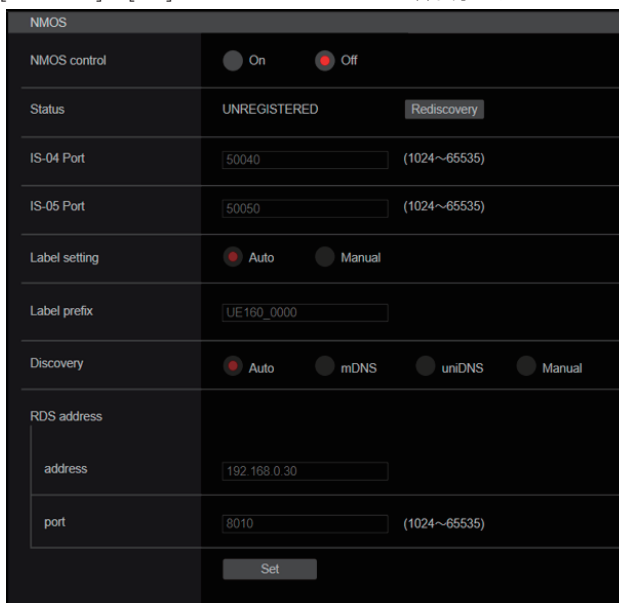 NMOS
NMOS control On Off
Status UNREGISTERED Rediscovery
IS-04 Port 50040 (1024～65535)
IS-05 Port 50050 (1024～65535)
Label setting Auto Manual
Label prefix UE160_0000
Discovery Auto mDNS uniDNS Manual
RDS address
address 192.168.0.30
port 8010 (1024～65535)
Set